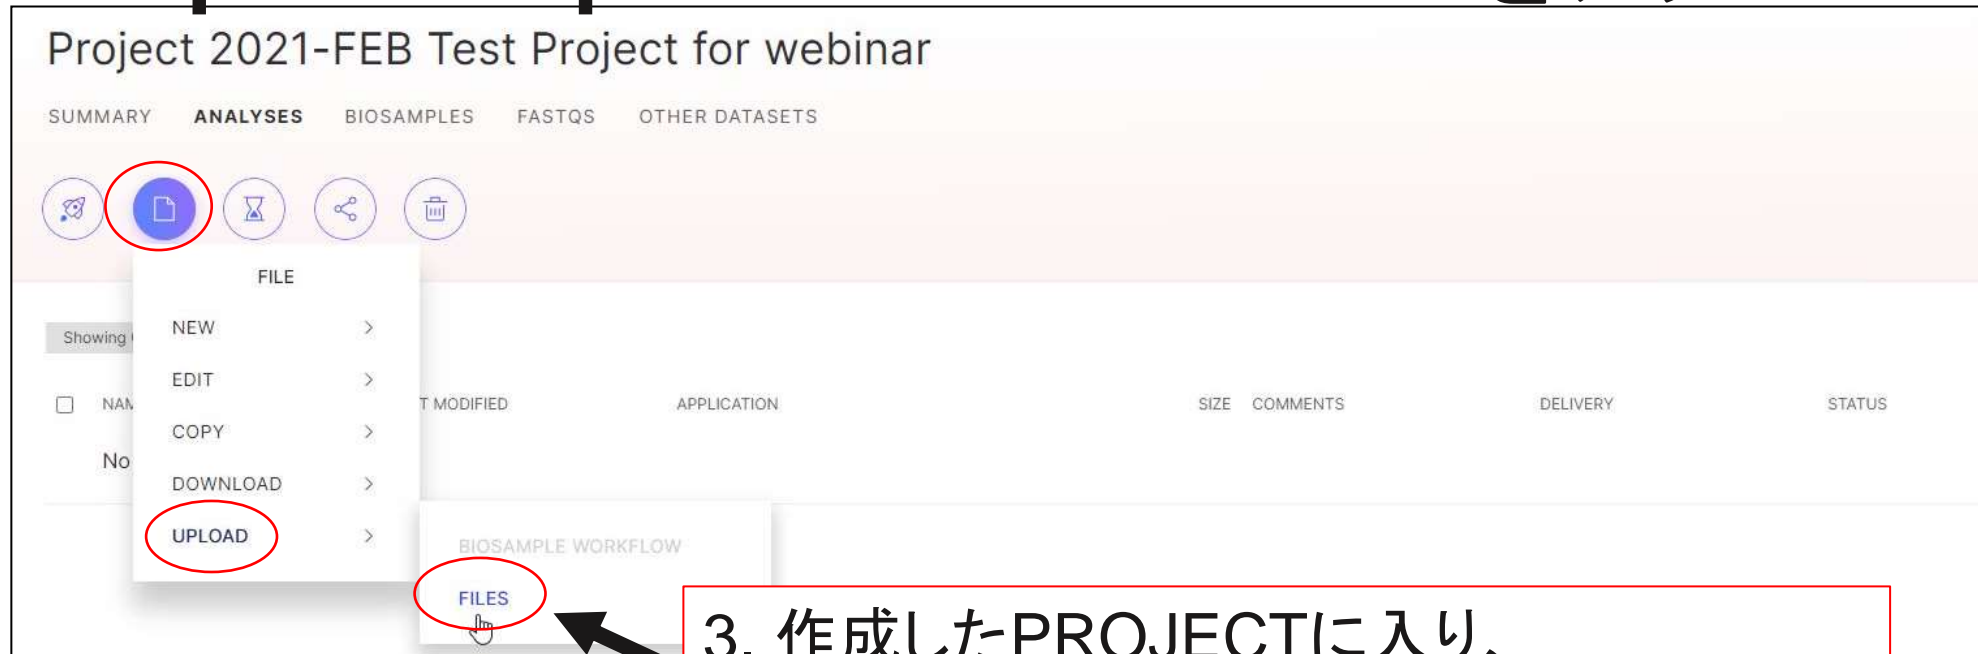 Project 2021-FEB Test Project for webinar
SUMMARY ANALYSES BIOSAMPLES FASTQS OTHER DATASETS
FILE
NEW
Showing
EDIT
T MODIFIED APPLICATION SIZE COMMENTS DELIVERY STATUS
COPY
No
DOWNLOAD
UPLOAD
BIOSAMPLE WORKFLOW
FILES
3. 作成したPROJECTに入り、